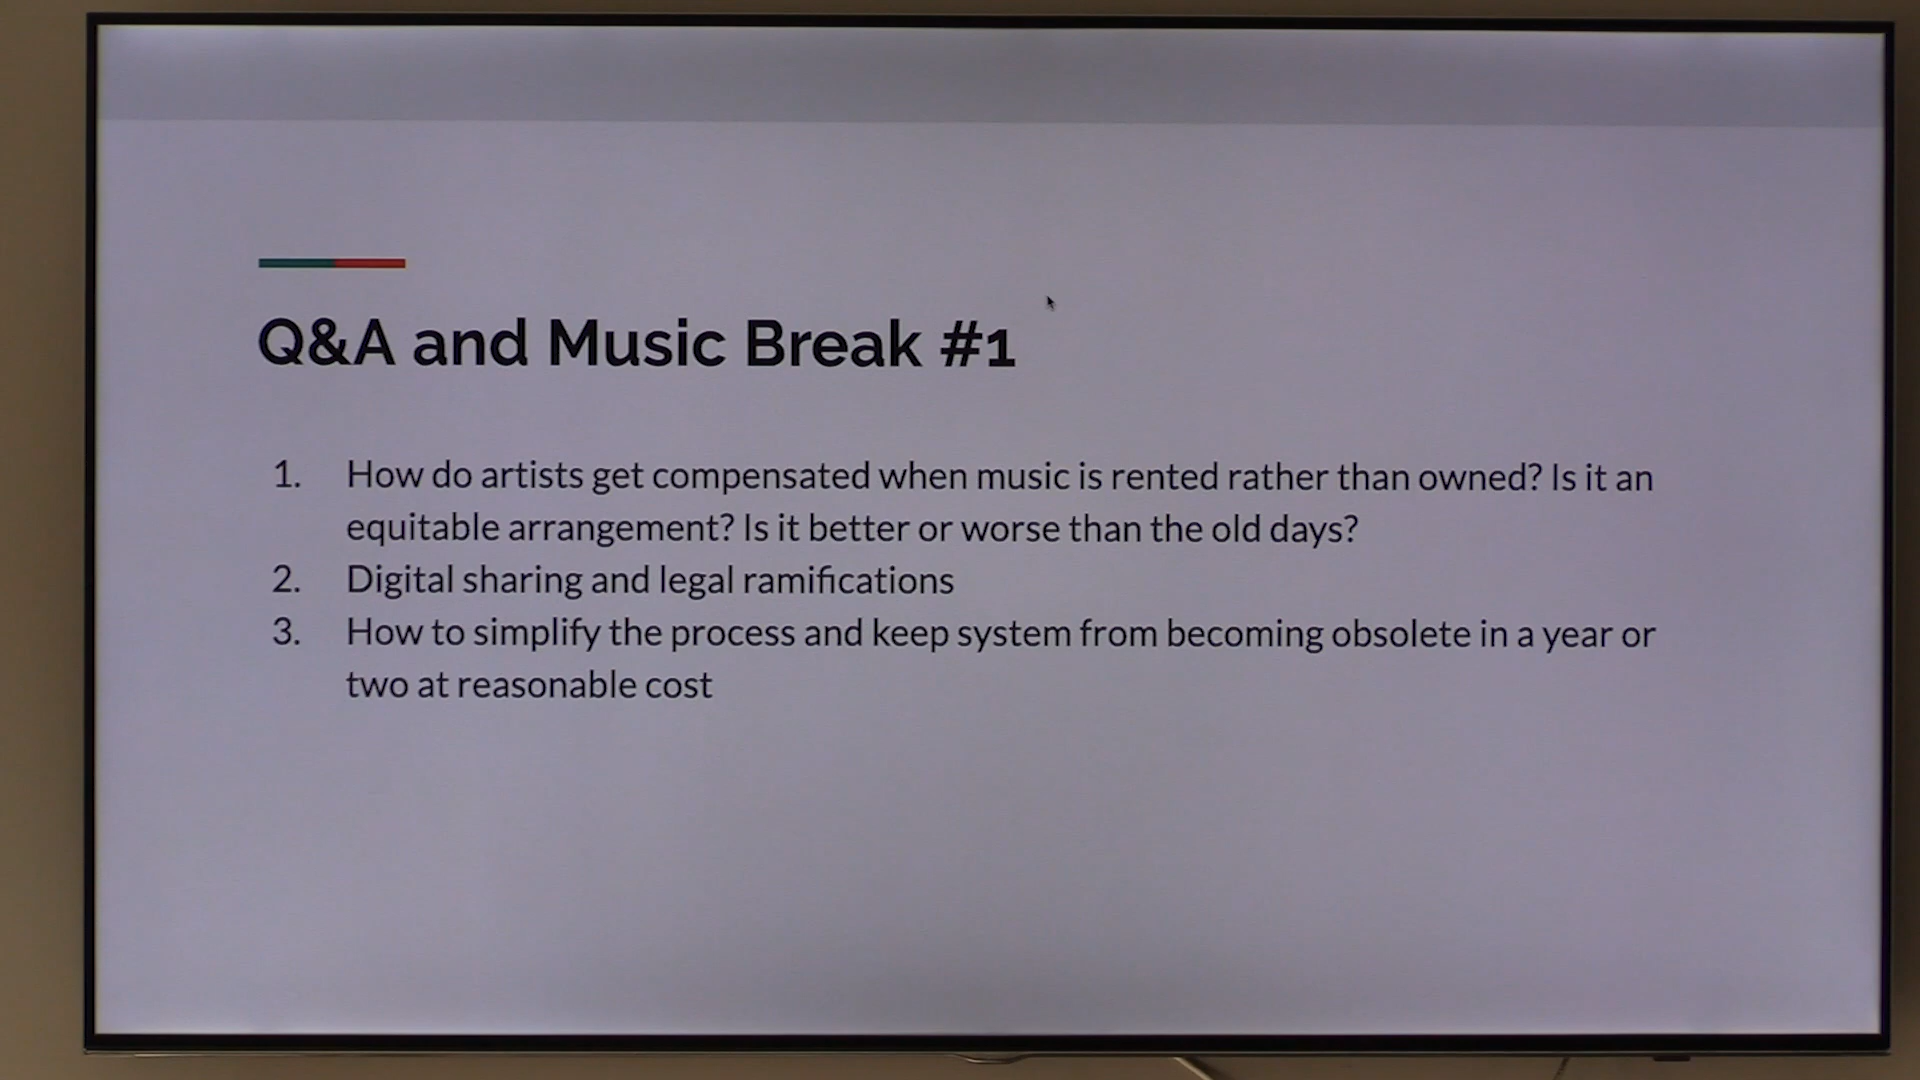 Q&A and Music Break #1
1. How do artists get compensated when music is rented rather than owned? Is it an
equitable arrangement? Is it better or worse than the old days?
2. Digital sharing and legal ramifications
3. How to simplify the process and keep system from becoming obsolete in a year or
two at reasonable cost